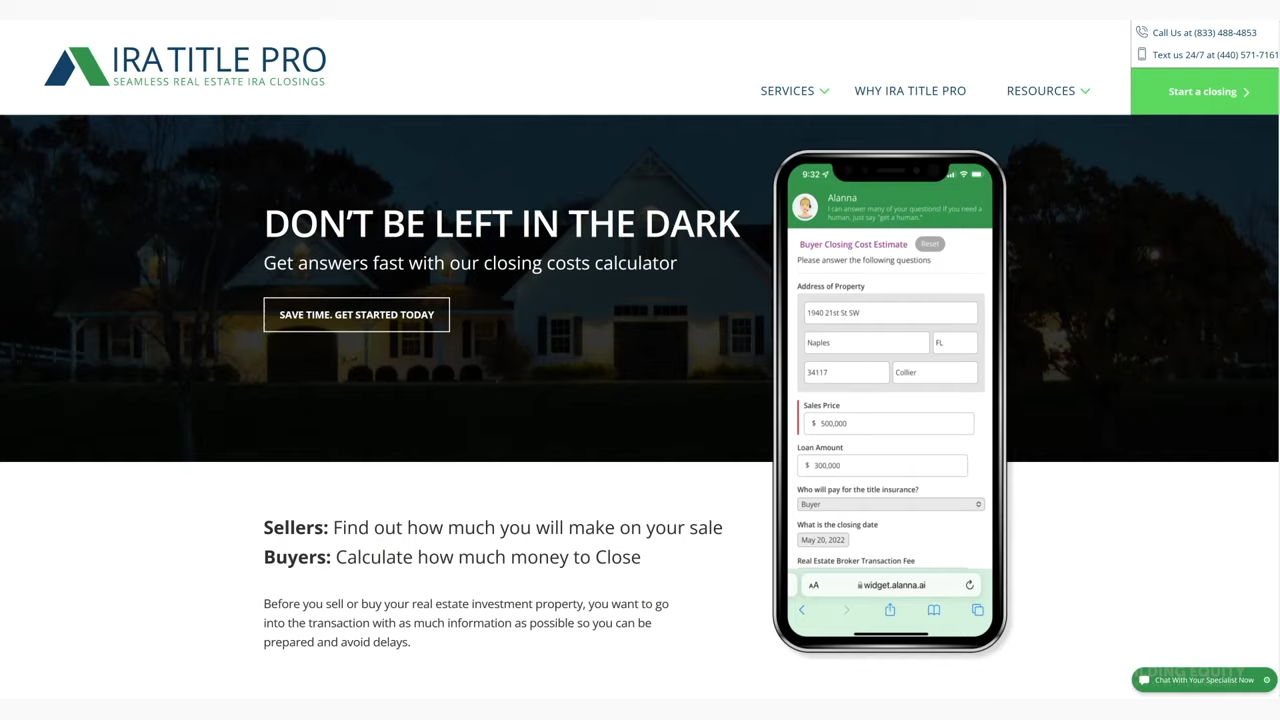 IRA TITLE PRO
SEAMLESS REAL ESTATE IRA CLOSINGS
Call Us at (833) 488-4853
Text us 24/7 at (440) 571-7161
SERVICES
WHY IRA TITLE PRO
RESOURCES
Start a closing
DON'T BE LEFT IN THE DARK
Get answers fast with our closing costs calculator
SAVE TIME. GET STARTED TODAY
9:32
Alanna
I can answer many of your questions! If you need a
human, just say "get a human."
Buyer Closing Cost Estimate
Reset
Please answer the following questions
Address of Property
1940 21st St SW
Naples
FL
34117
Collier
Sales Price
$ 500,000
Loan Amount
$ 300,000
Who will pay for the title insurance?
Buyer
What is the closing date
May 20, 2022
Real Estate Broker Transaction Fee
AA
widget.alanna.ai
Sellers: Find out how much you will make on your sale
Buyers: Calculate how much money to Close
Before you sell or buy your real estate investment property, you want to go
into the transaction with as much information as possible so you can be
prepared and avoid delays.
Chat With Your Specialist Now